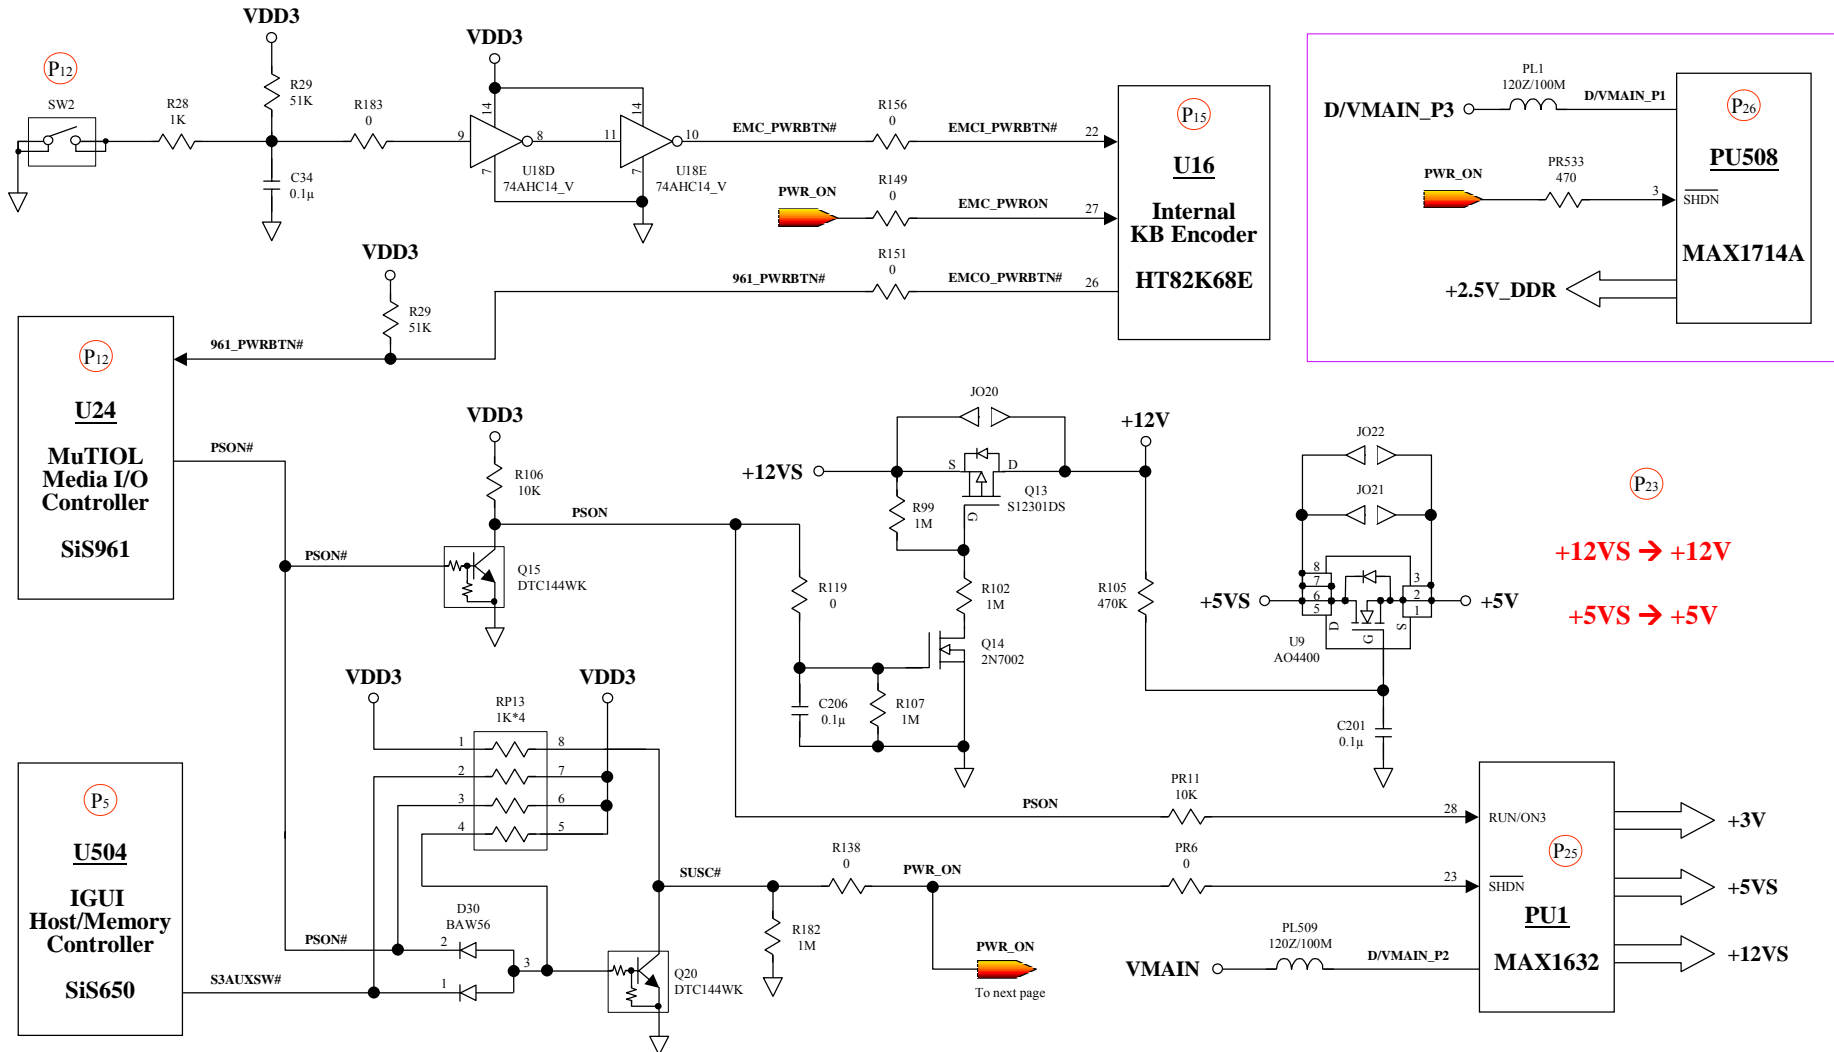 VDD3
P12
SW2
R28
1K
R29
51K
R183
0
C34
0.1μ
VDD3
14
9
8
7
U18D
74AHC14_V
14
11
10
7
U18E
74AHC14_V
EMC_PWRBTN#
R156
0
EMCI_PWRBTN#
22
PWR_ON
R149
0
EMC_PWRON
27
961_PWRBTN#
R151
0
EMCO_PWRBTN#
26
P15
U16
Internal
KB Encoder
HT82K68E
D/VMAIN_P3
PL1
120Z/100M
D/VMAIN_P1
PWR_ON
PR533
470
3
SHDN
P26
PU508
MAX1714A
+2.5V_DDR
VDD3
R29
51K
961_PWRBTN#
P12
U24
MuTIOL
Media I/O
Controller
SiS961
PSON#
PSON#
VDD3
R106
10K
PSON
Q15
DTC144WK
JO20
+12VS
S
D
G
Q13
S12301DS
+12V
R99
1M
R119
0
R102
1M
Q14
2N7002
R105
470K
C206
0.1μ
R107
1M
JO22
JO21
8
7
6
5
3
2
1
D
G
S
+5VS
+5V
U9
AO4400
C201
0.1μ
P23
+12VS → +12V
+5VS → +5V
VDD3
RP13
1K*4
VDD3
1
8
2
7
3
6
4
5
P5
U504
IGUI
Host/Memory
Controller
SiS650
PSON#
S3AUXSW#
D30
BAW56
2
1
3
Q20
DTC144WK
SUSC#
R182
1M
R138
0
PWR_ON
PWR_ON
To next page
PSON
PR11
10K
28
RUN/ON3
PR6
0
23
SHDN
VMAIN
PL509
120Z/100M
D/VMAIN_P2
P25
PU1
MAX1632
+3V
+5VS
+12VS